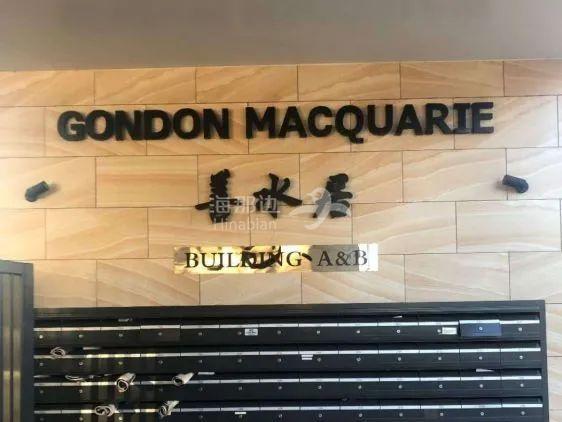 GONDON MACQUARIE
善水居
海那边
Hinabian
BUILDING A&B